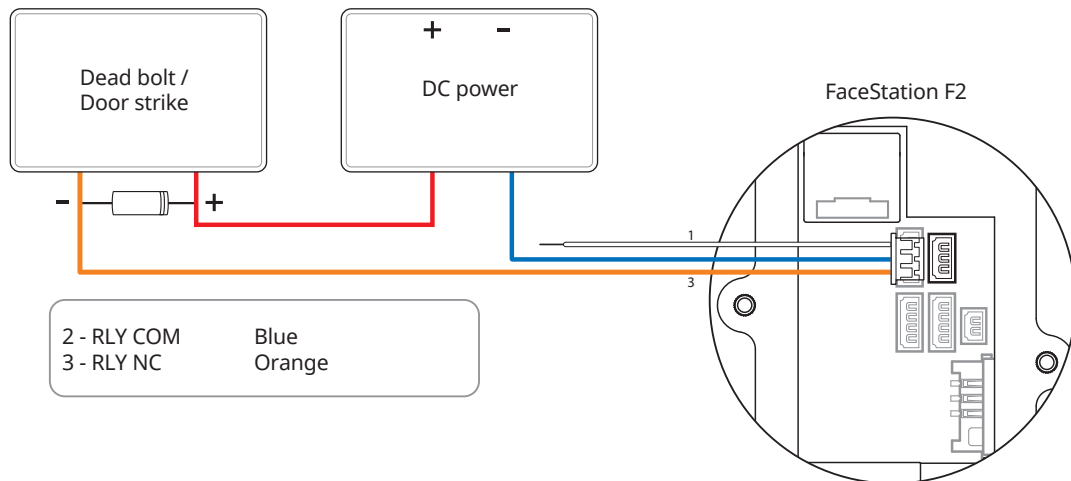 Dead bolt /
Door strike
+ −
DC power
FaceStation F2
- +
1
3
2 - RLY COM Blue
3 - RLY NC Orange